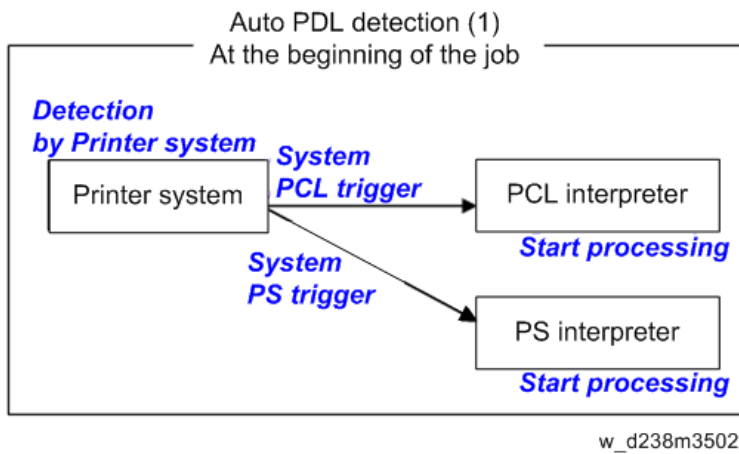 Auto PDL detection (1)
At the beginning of the job
Detection
by Printer system
Printer system
System
PCL trigger
PCL interpreter
Start processing
System
PS trigger
PS interpreter
Start processing
w_d238m3502